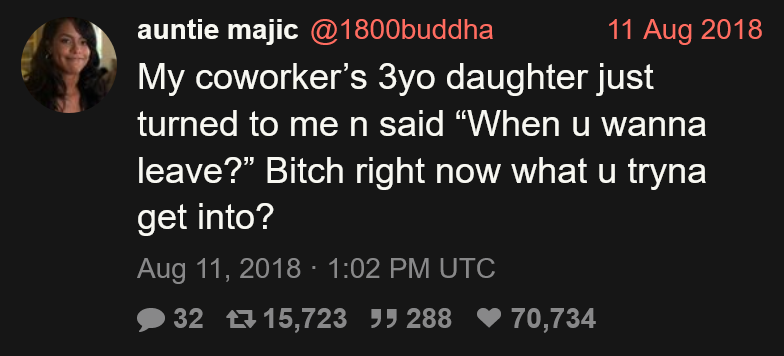 auntie majic @1800buddha 11 Aug 2018
My coworker’s 3yo daughter just
turned to me n said “When u wanna
leave?” Bitch right now what u tryna
get into?
Aug 11, 2018 · 1:02 PM UTC
32 15,723 288 70,734